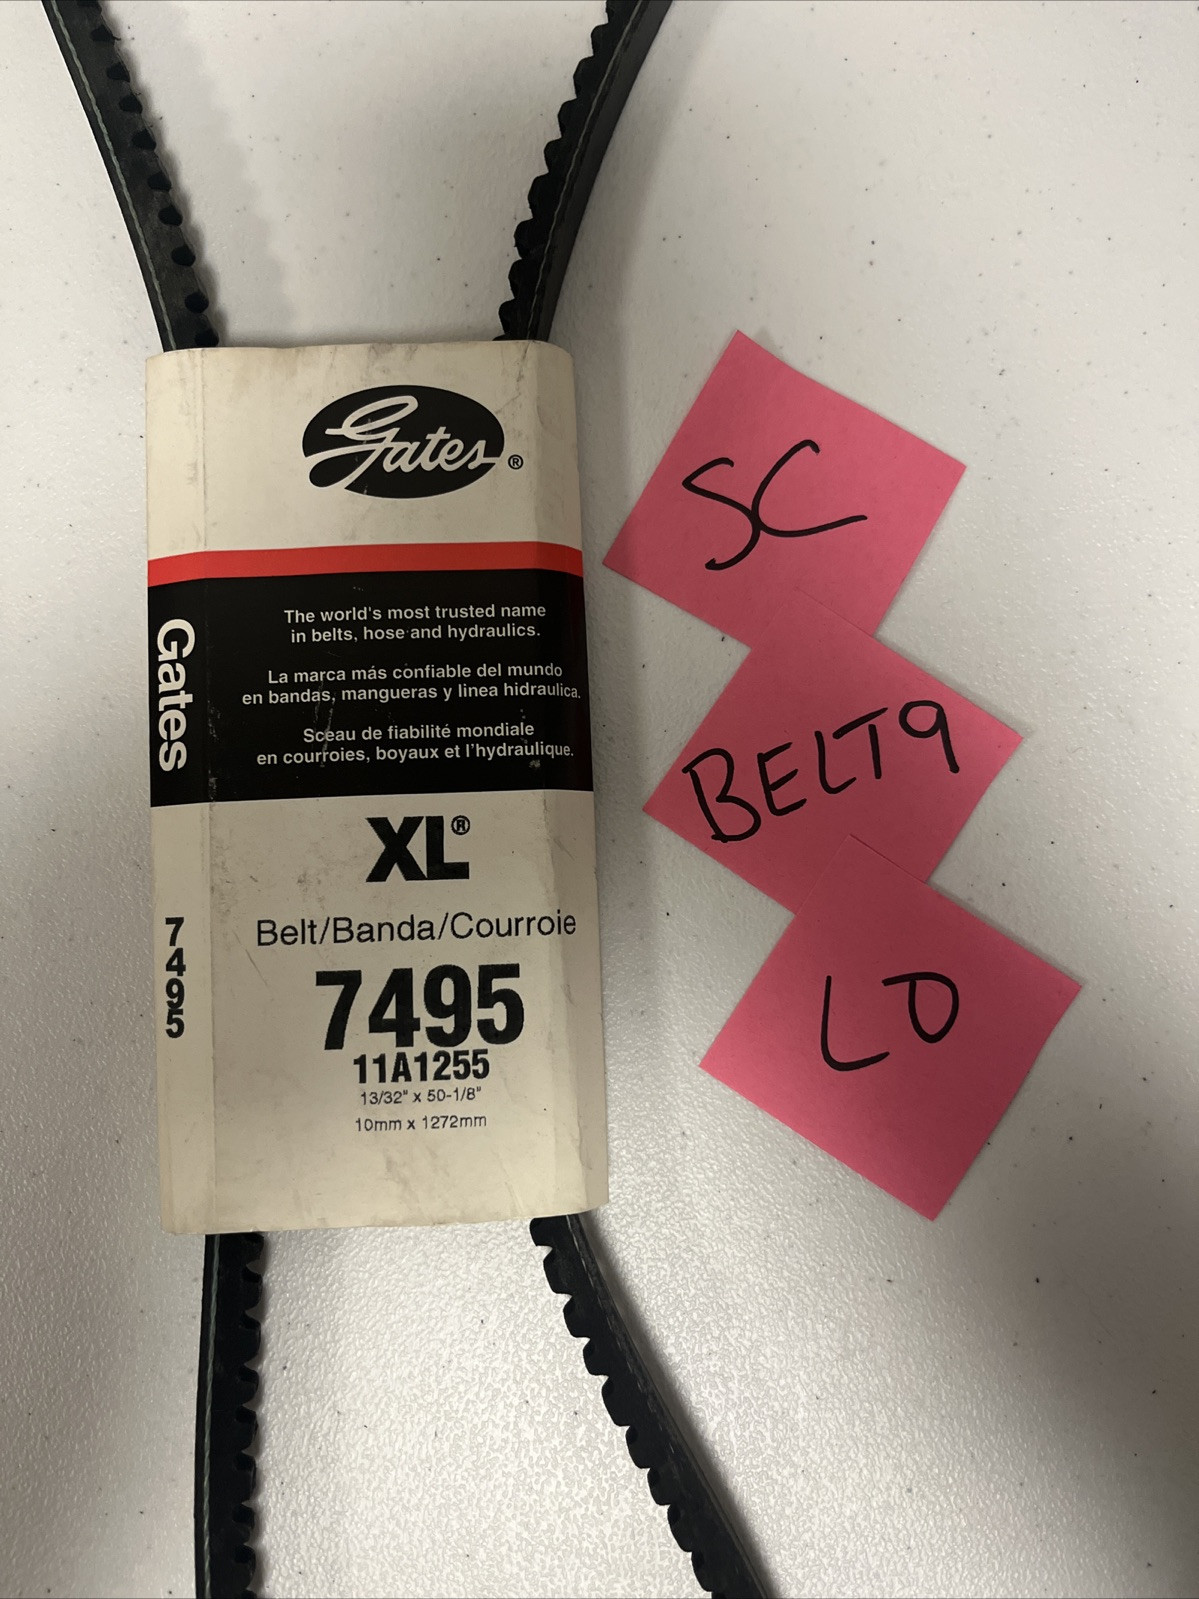 Gates®
The world's most trusted name
in belts, hose and hydraulics.
La marca más confiable del mundo
en bandas, mangueras y linea hidraulica.
Sceau de fiabilité mondiale
en courroies, boyaux et l'hydraulique.
XL®
Belt/Banda/Courroie
7495
11A1255
13/32" x 50-1/8"
10mm x 1272mm
Gates
7495
SC
BELT9
LO